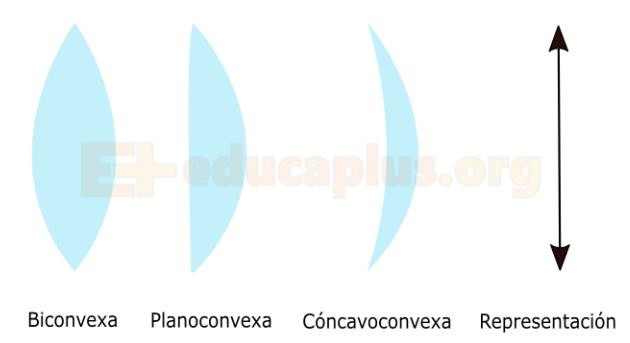 E+educaplus.org
Biconvexa Planoconvexa Cóncavoconvexa Representación